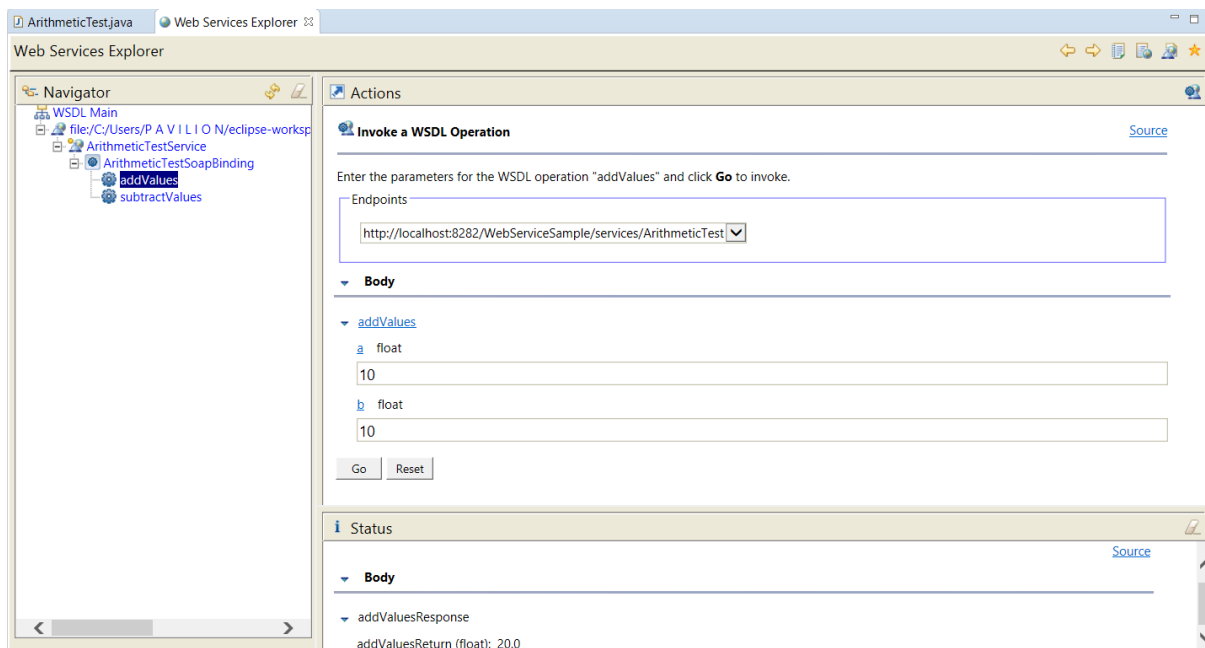 ArithmeticTest.java
Web Services Explorer
Web Services Explorer
Navigator
WSDL Main
file:/C:/Users/P A V I L I O N/eclipse-worksp
ArithmeticTestService
ArithmeticTestSoapBinding
addValues
subtractValues
Actions
Invoke a WSDL Operation
Source
Enter the parameters for the WSDL operation "addValues" and click Go to invoke.
Endpoints
http://localhost:8282/WebServiceSample/services/ArithmeticTest
Body
addValues
a float
10
b float
10
Go Reset
i Status
Source
Body
addValuesResponse
addValuesReturn (float): 20.0